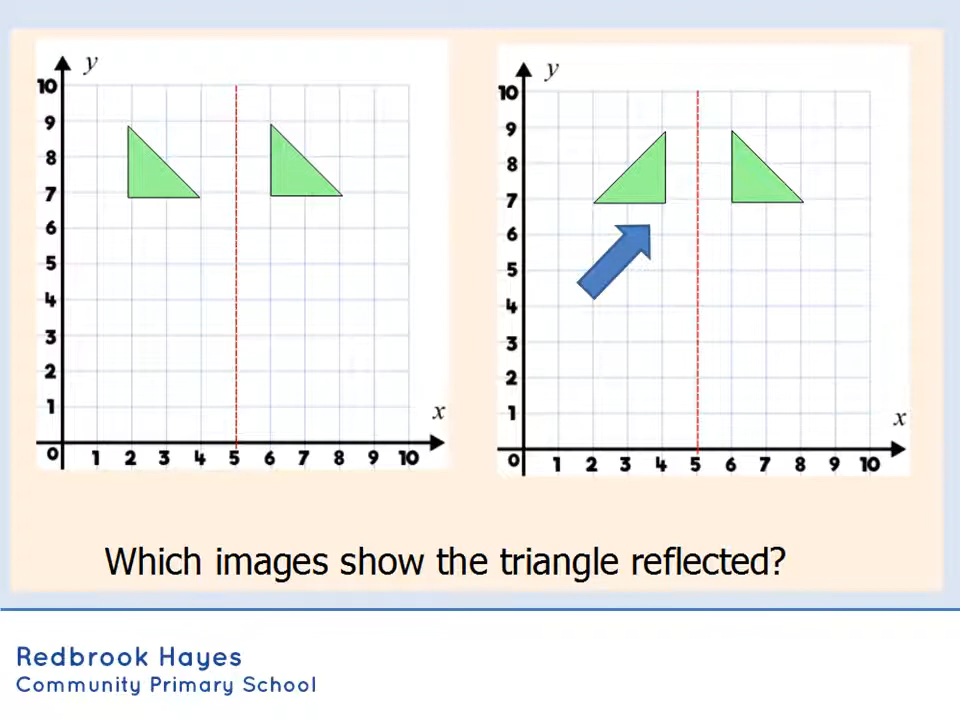 y
10
9
8
7
6
5
4
3
2
1
0 1 2 3 4 5 6 7 8 9 10
x
y
10
9
8
7
6
5
4
3
2
1
0 1 2 3 4 5 6 7 8 9 10
x
Which images show the triangle reflected?
Redbrook Hayes
Community Primary School